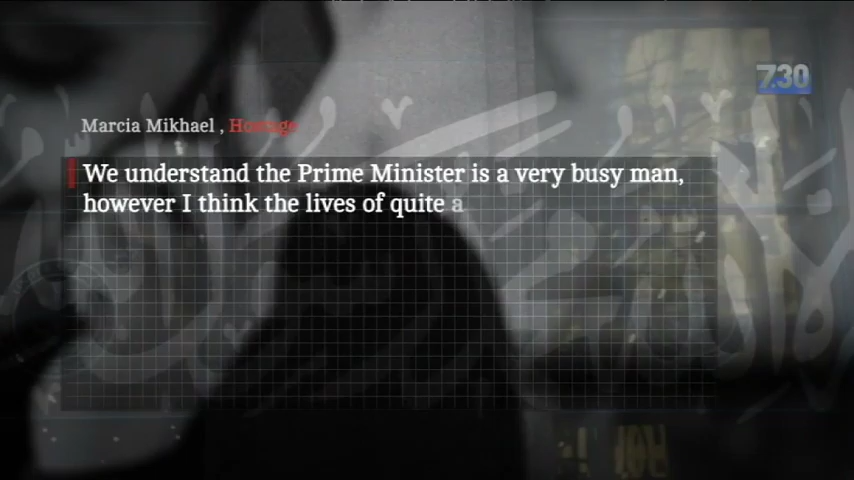 7.30
Marcia Mikhael , Hostage
We understand the Prime Minister is a very busy man,
however I think the lives of quite a